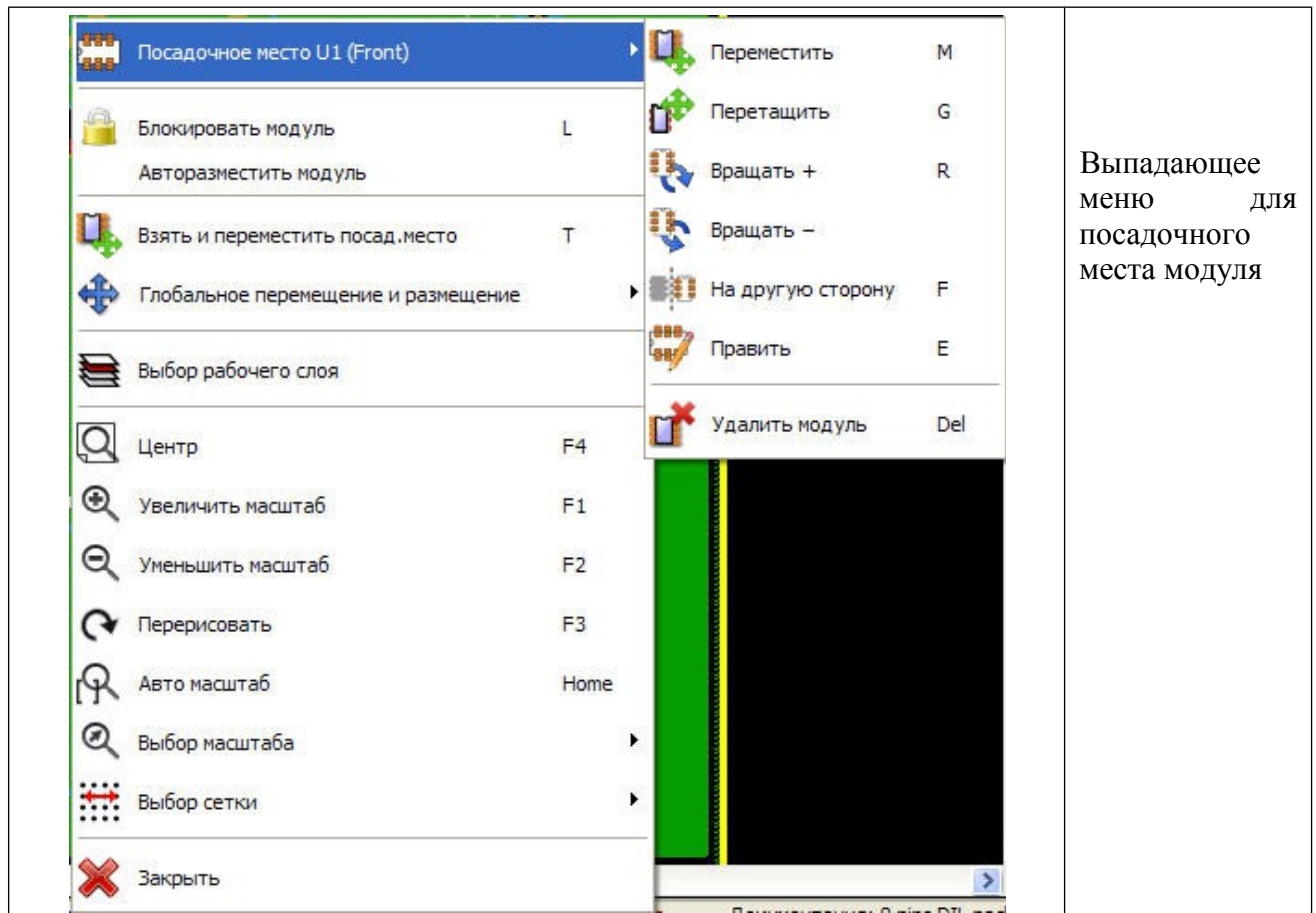 Посадочное место U1 (Front)
Блокировать модуль L
Авторазместить модуль
Взять и переместить посад.место T
Глобальное перемещение и размещение
Выбор рабочего слоя
Центр F4
Увеличить масштаб F1
Уменьшить масштаб F2
Перерисовать F3
Авто масштаб Home
Выбор масштаба
Выбор сетки
Закрыть
Переместить M
Перетащить G
Вращать + R
Вращать −
На другую сторону F
Править E
Удалить модуль Del
Выпадающее
меню для
посадочного
места модуля